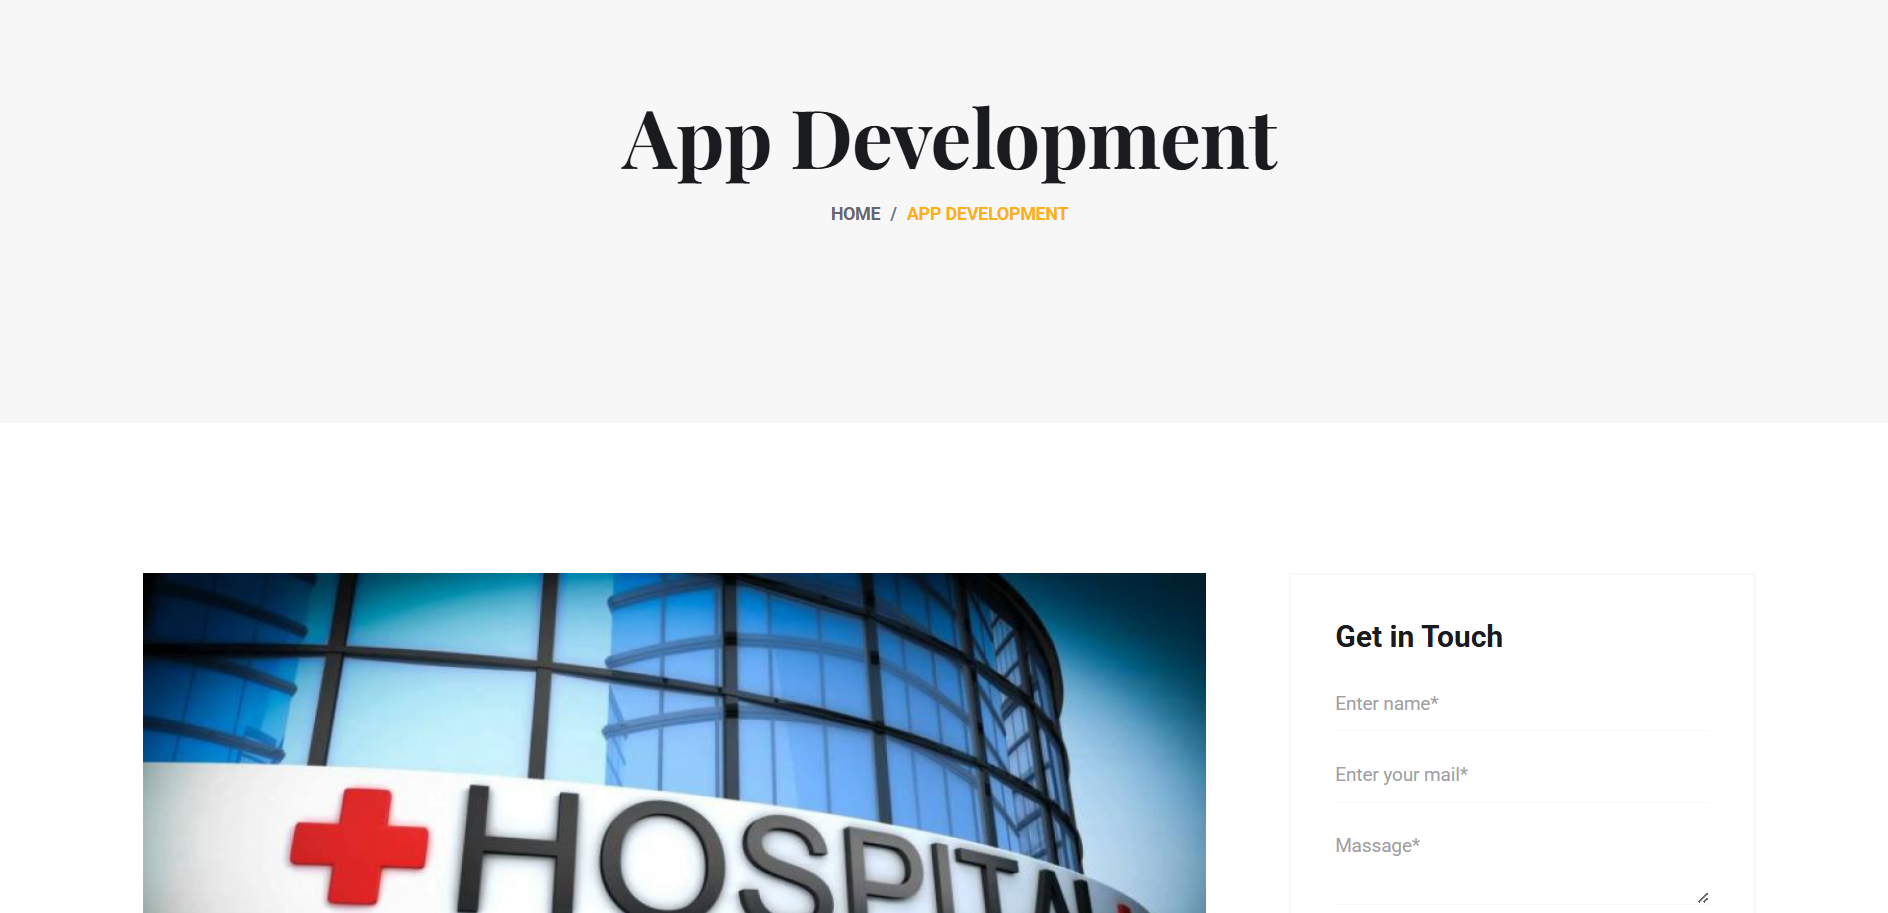 App Development
HOME / APP DEVELOPMENT
HOSPITAL
Get in Touch
Enter name*
Enter your mail*
Massage*